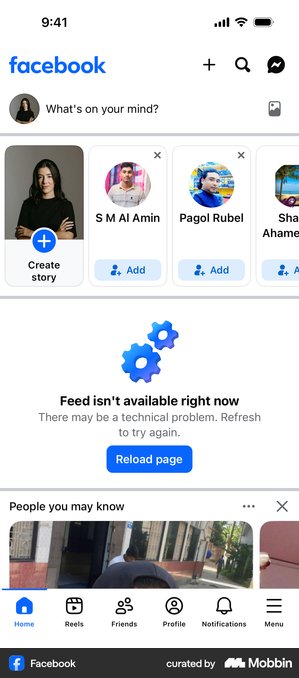 9:41
facebook
What's on your mind?
S M Al Amin
Pagol Rubel
Sha
Ahame
Add
Add
A
Create
story
Feed isn't available right now
There may be a technical problem. Refresh
to try again.
Reload page
People you may know
Home
Reels
Friends
Profile
Notifications
Menu
Facebook
curated by
Mobbin